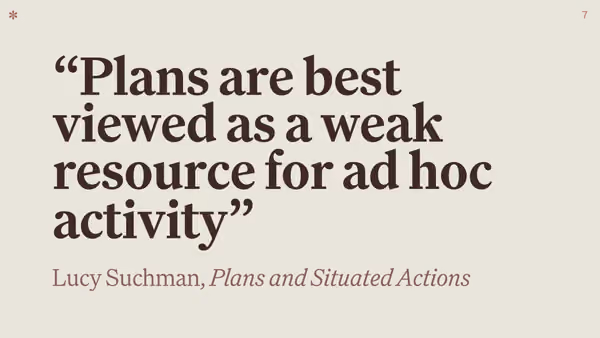 ✻
7
“Plans are best
viewed as a weak
resource for ad hoc
activity”
Lucy Suchman, Plans and Situated Actions